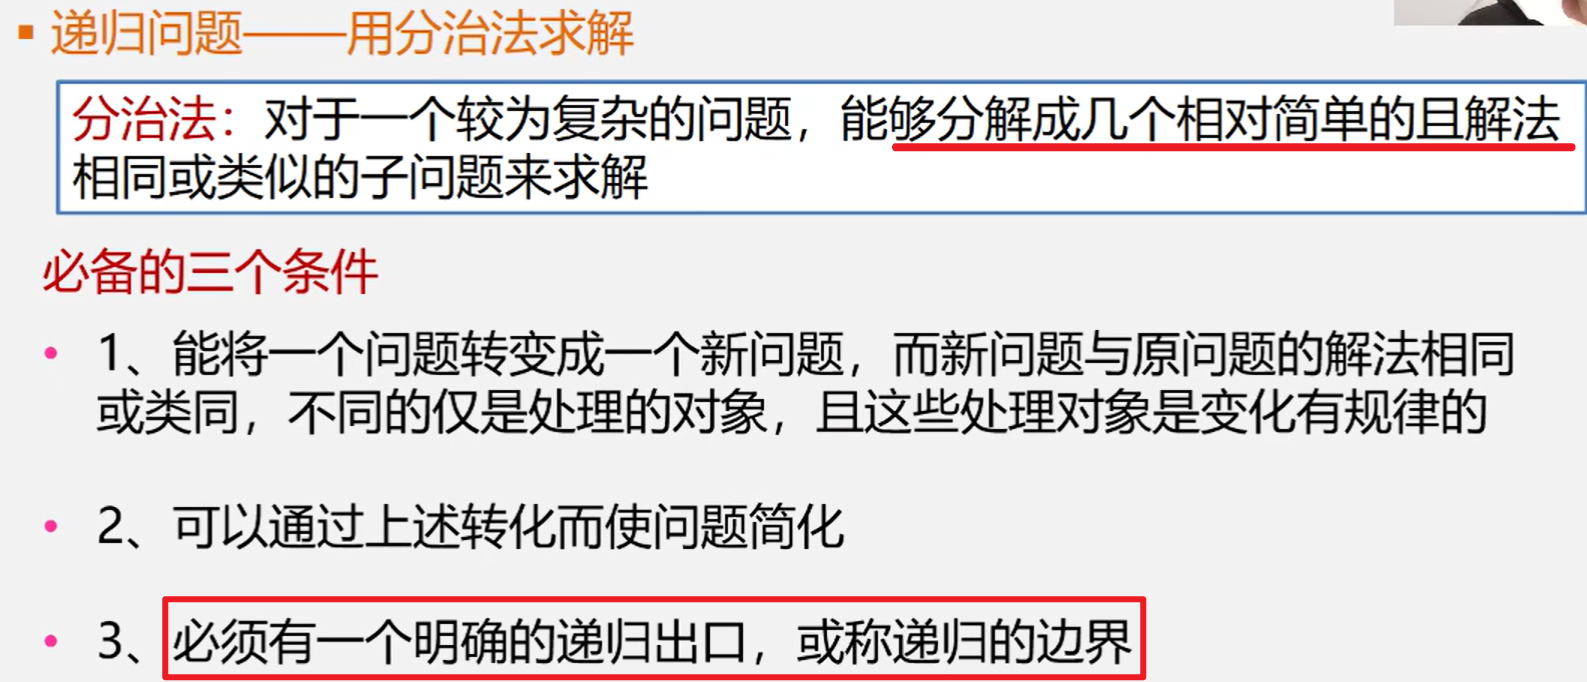 递归问题——用分治法求解
分治法：对于一个较为复杂的问题，能够分解成几个相对简单的且解法
相同或类似的子问题来求解
必备的三个条件
• 1、能将一个问题转变成一个新问题，而新问题与原问题的解法相同
或类同，不同的仅是处理的对象，且这些处理对象是变化有规律的
• 2、可以通过上述转化而使问题简化
• 3、必须有一个明确的递归出口，或称递归的边界